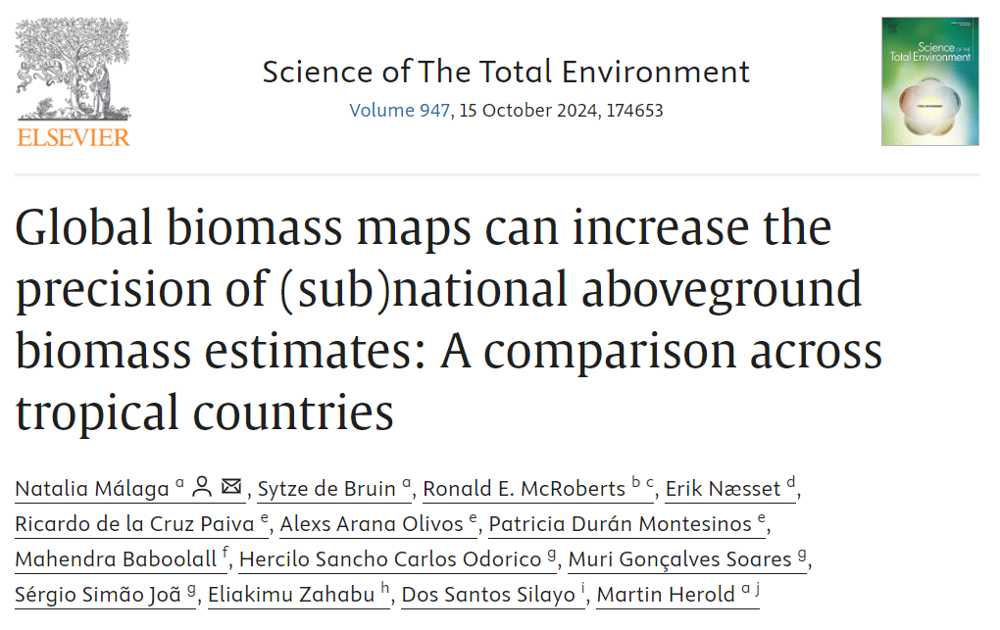 Science of The Total Environment
Volume 947, 15 October 2024, 174653
ELSEVIER
Science OF THE
Total Environment
Global biomass maps can increase the
precision of (sub)national aboveground
biomass estimates: A comparison across
tropical countries
Natalia Málaga a, Sytze de Bruin a, Ronald E. McRoberts b c, Erik Næsset d,
Ricardo de la Cruz Paiva e, Alexs Arana Olivos e, Patricia Durán Montesinos e,
Mahendra Baboolall f, Hercilo Sancho Carlos Odorico g, Muri Gonçalves Soares g,
Sérgio Simão Joã g, Eliakimu Zahabu h, Dos Santos Silayo i, Martin Herold a j